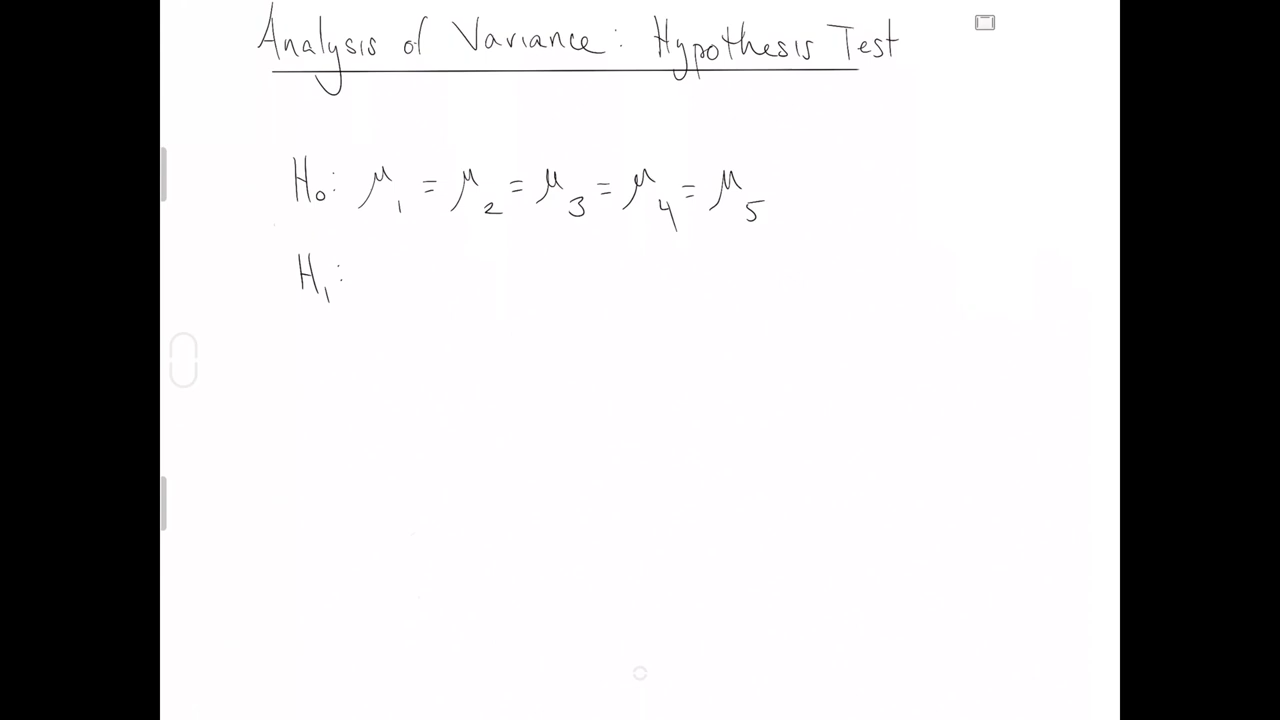 Analysis of Variance: Hypothesis Test
H₀: μ₁ = μ₂ = μ₃ = μ₄ = μ₅
H₁: